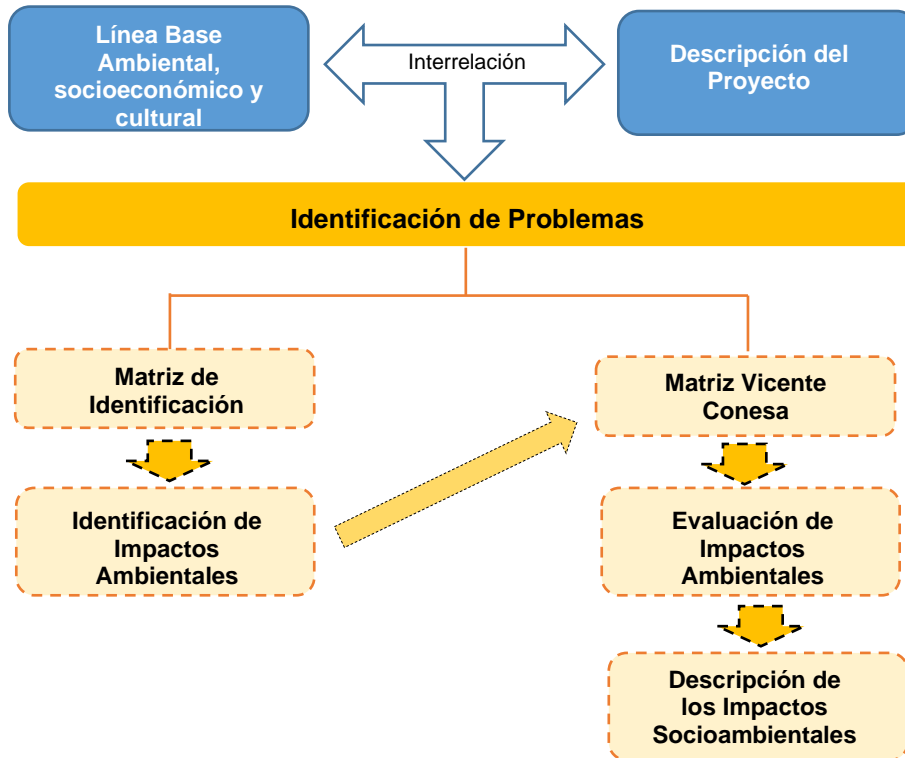 Línea Base
Ambiental,
socioeconómico y
cultural
Interrelación
Descripción del
Proyecto
Identificación de Problemas
Matriz de
Identificación
Identificación de
Impactos
Ambientales
Matriz Vicente
Conesa
Evaluación de
Impactos
Ambientales
Descripción de
los Impactos
Socioambientales